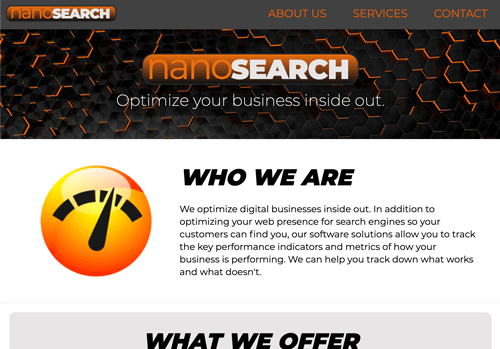 nanoSEARCH
ABOUT US SERVICES CONTACT
nanoSEARCH
Optimize your business inside out.
WHO WE ARE
We optimize digital businesses inside out. In addition to
optimizing your web presence for search engines so your
customers can find you, our software solutions allow you to track
the key performance indicators and metrics of how your
business is performing. We can help you track down what works
and what doesn't.
WHAT WE OFFER